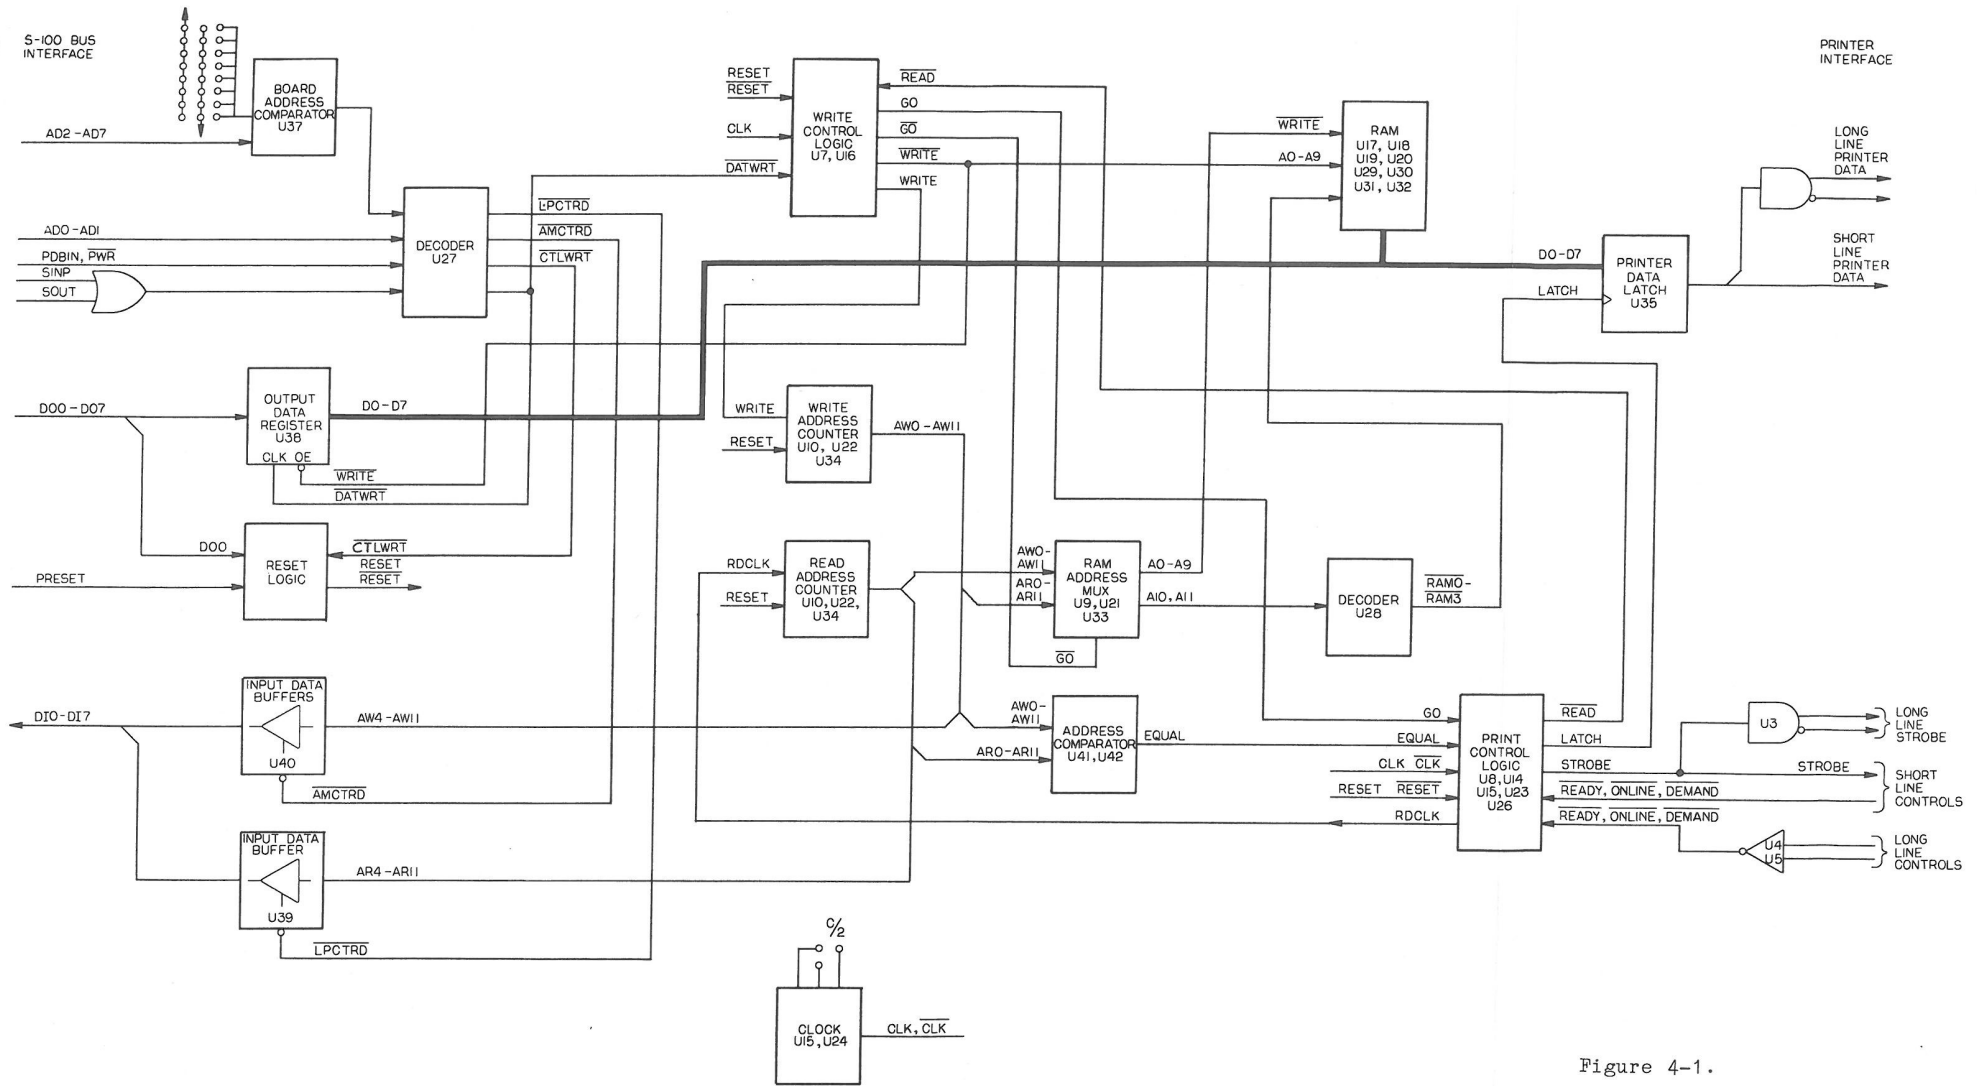 S-100 BUS
INTERFACE
BOARD
ADDRESS
COMPARATOR
U37
AD2-AD7
ADO-ADI
PDBIN, PWR
SINP
SOUT
DECODER
U27
LPCTRD
AMCTRD
CTLWRT
RESET
RESET
CLK
DATWRT
WRITE
CONTROL
LOGIC
U7, U16
READ
GO
GO
WRITE
WRITE
WRITE
AO-A9
RAM
U17, U18
U19, U20
U29, U30
U31, U32
PRINTER
INTERFACE
LONG
LINE
PRINTER
DATA
SHORT
LINE
PRINTER
DATA
DO-D7
LATCH
PRINTER
DATA
LATCH
U35
DOO-DO7
OUTPUT
DATA
REGISTER
U38
CLK OE
DO-D7
WRITE
DATWRT
WRITE
RESET
WRITE
ADDRESS
COUNTER
U10, U22
U34
AWO-AW11
DOO
PRESET
RESET
LOGIC
CTLWRT
RESET
RESET
RDCLK
RESET
READ
ADDRESS
COUNTER
U10, U22,
U34
AWO-
AW11
ARO-
AR11
RAM
ADDRESS
MUX
U9, U21
U33
AO-A9
A10, A11
GO
DECODER
U28
RAMO-
RAM3
DIO-DI7
INPUT DATA
BUFFERS
U40
AW4-AW11
AMCTRD
AWO-
AW11
ARO-AR11
ADDRESS
COMPARATOR
U41, U42
EQUAL
GO
EQUAL
CLK CLK
RESET RESET
RDCLK
PRINT
CONTROL
LOGIC
U8, U14
U15, U23
U26
READ
LATCH
STROBE
STROBE
READY, ONLINE, DEMAND
READY, ONLINE, DEMAND
U3
LONG
LINE
STROBE
SHORT
LINE
CONTROLS
U4
U5
LONG
LINE
CONTROLS
INPUT DATA
BUFFER
U39
AR4-AR11
LPCTRD
C/2
CLOCK
U15, U24
CLK, CLK
Figure 4-1.